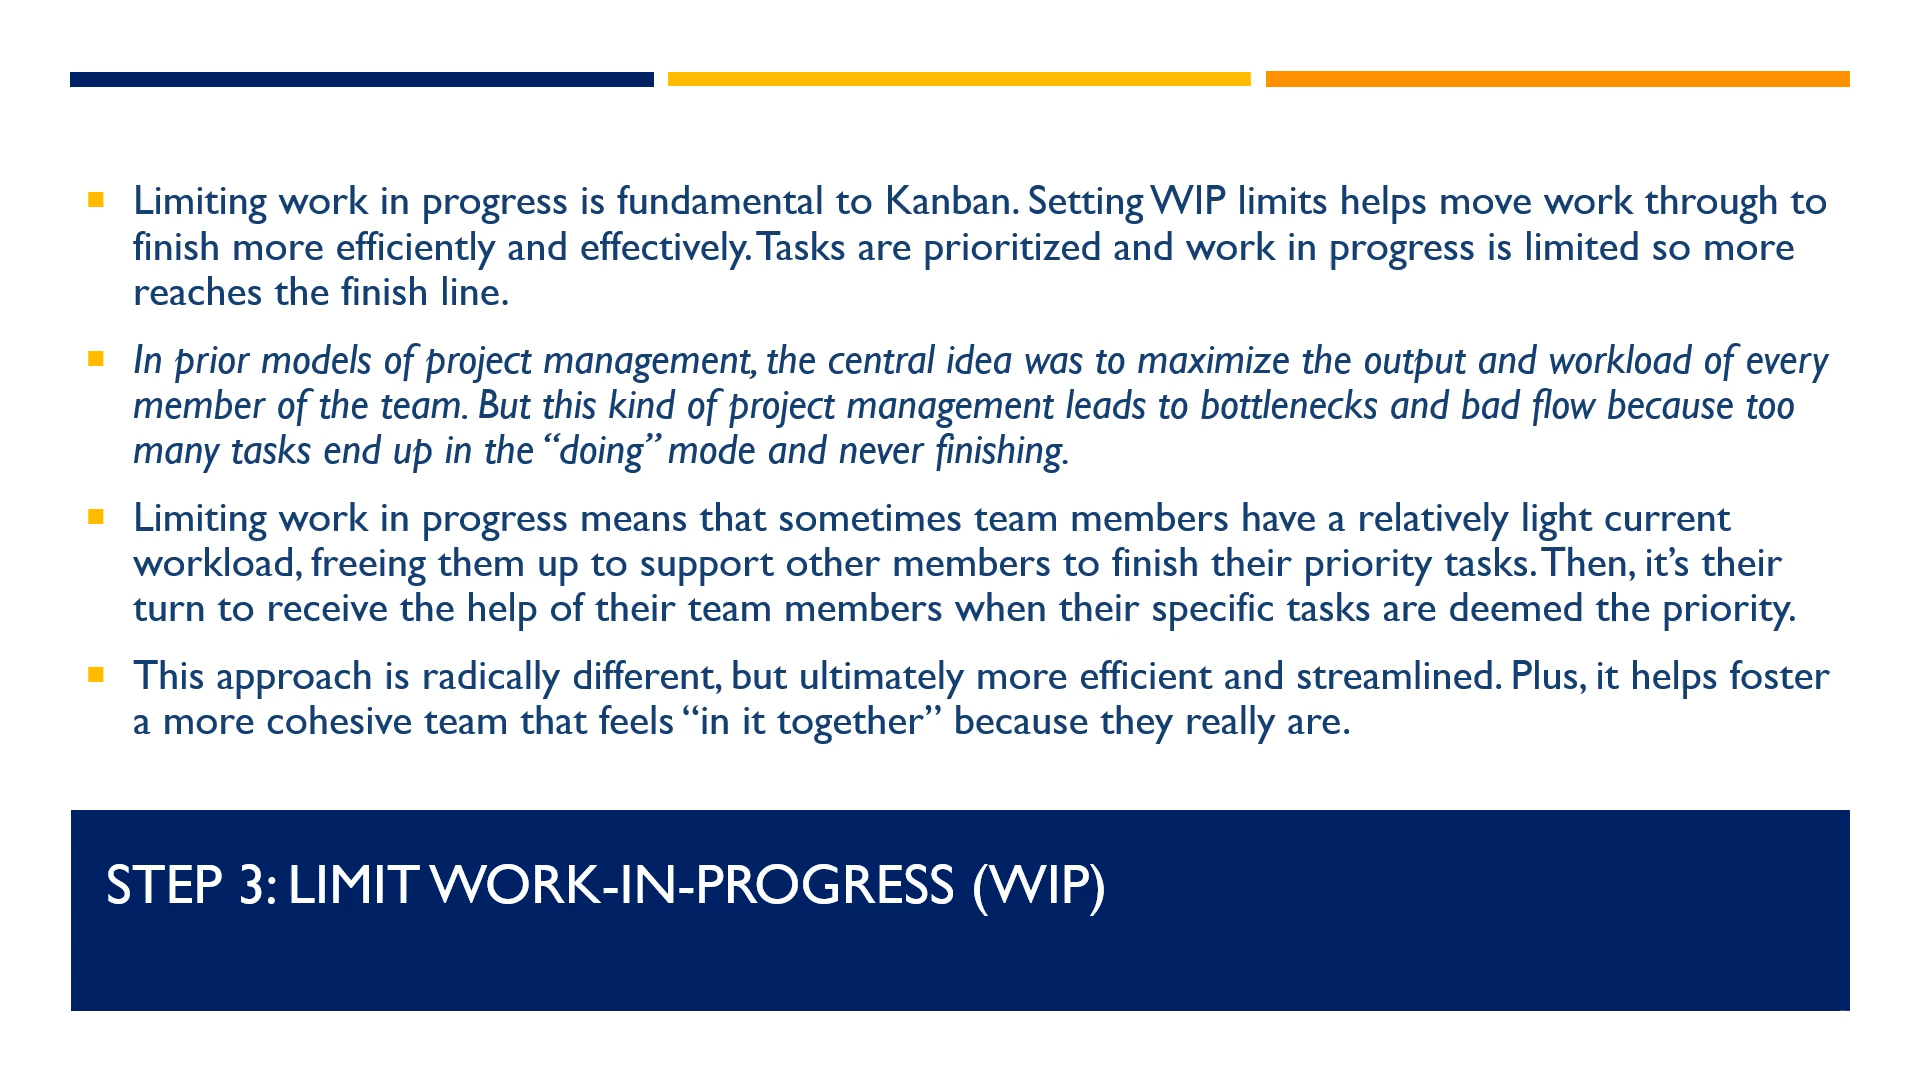 Limiting work in progress is fundamental to Kanban. Setting WIP limits helps move work through to
finish more efficiently and effectively. Tasks are prioritized and work in progress is limited so more
reaches the finish line.
In prior models of project management, the central idea was to maximize the output and workload of every
member of the team. But this kind of project management leads to bottlenecks and bad flow because too
many tasks end up in the “doing” mode and never finishing.
Limiting work in progress means that sometimes team members have a relatively light current
workload, freeing them up to support other members to finish their priority tasks. Then, it’s their
turn to receive the help of their team members when their specific tasks are deemed the priority.
This approach is radically different, but ultimately more efficient and streamlined. Plus, it helps foster
a more cohesive team that feels “in it together” because they really are.
STEP 3: LIMIT WORK-IN-PROGRESS (WIP)